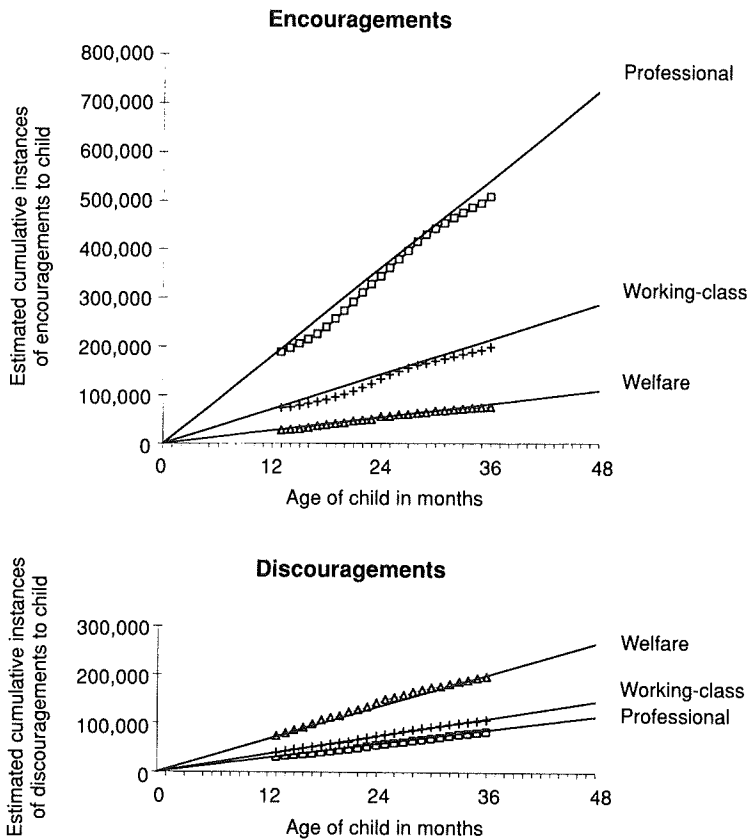 Encouragements
800,000
700,000
600,000
500,000
400,000
300,000
200,000
100,000
0
Estimated cumulative instances
of encouragements to child
Professional
Working-class
Welfare
0 12 24 36 48
Age of child in months
Discouragements
300,000
200,000
100,000
0
Estimated cumulative instances
of discouragements to child
Welfare
Working-class
Professional
0 12 24 36 48
Age of child in months